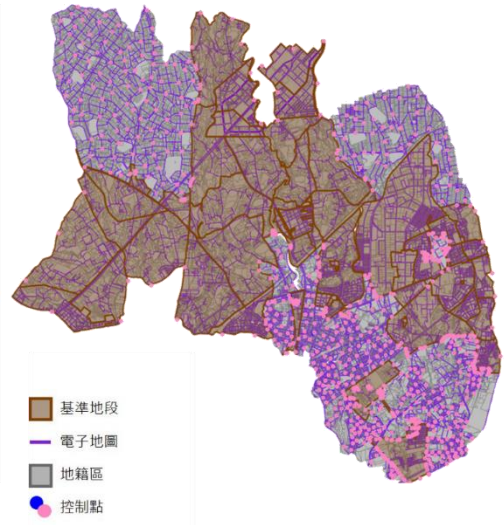 基準地段
電子地圖
地籍區
控制點